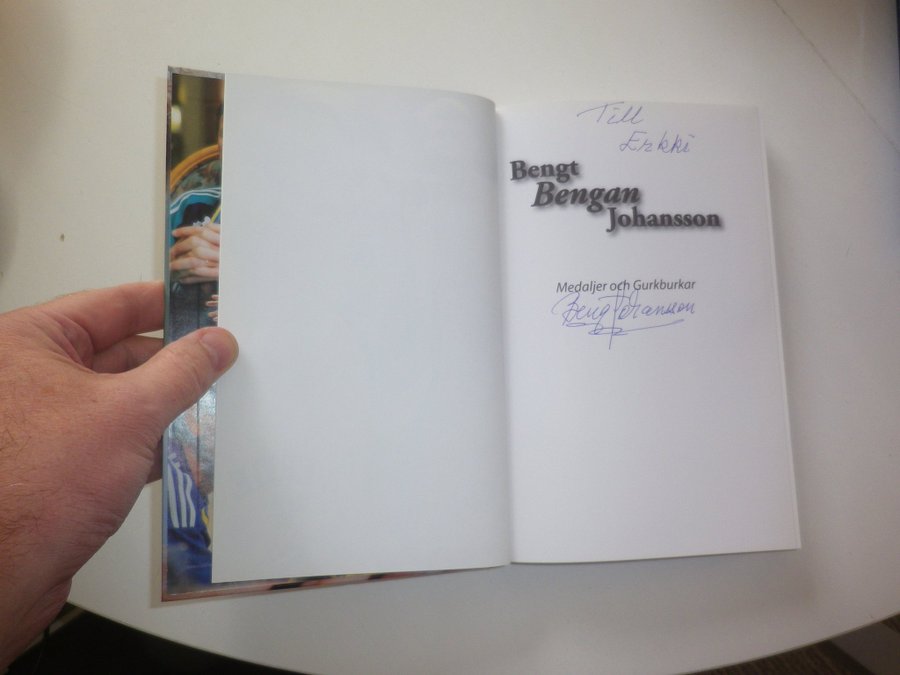 Till
Erkki
Bengt
Bengan
Johansson
Medaljer och Gurkburkar
Bengt Johansson